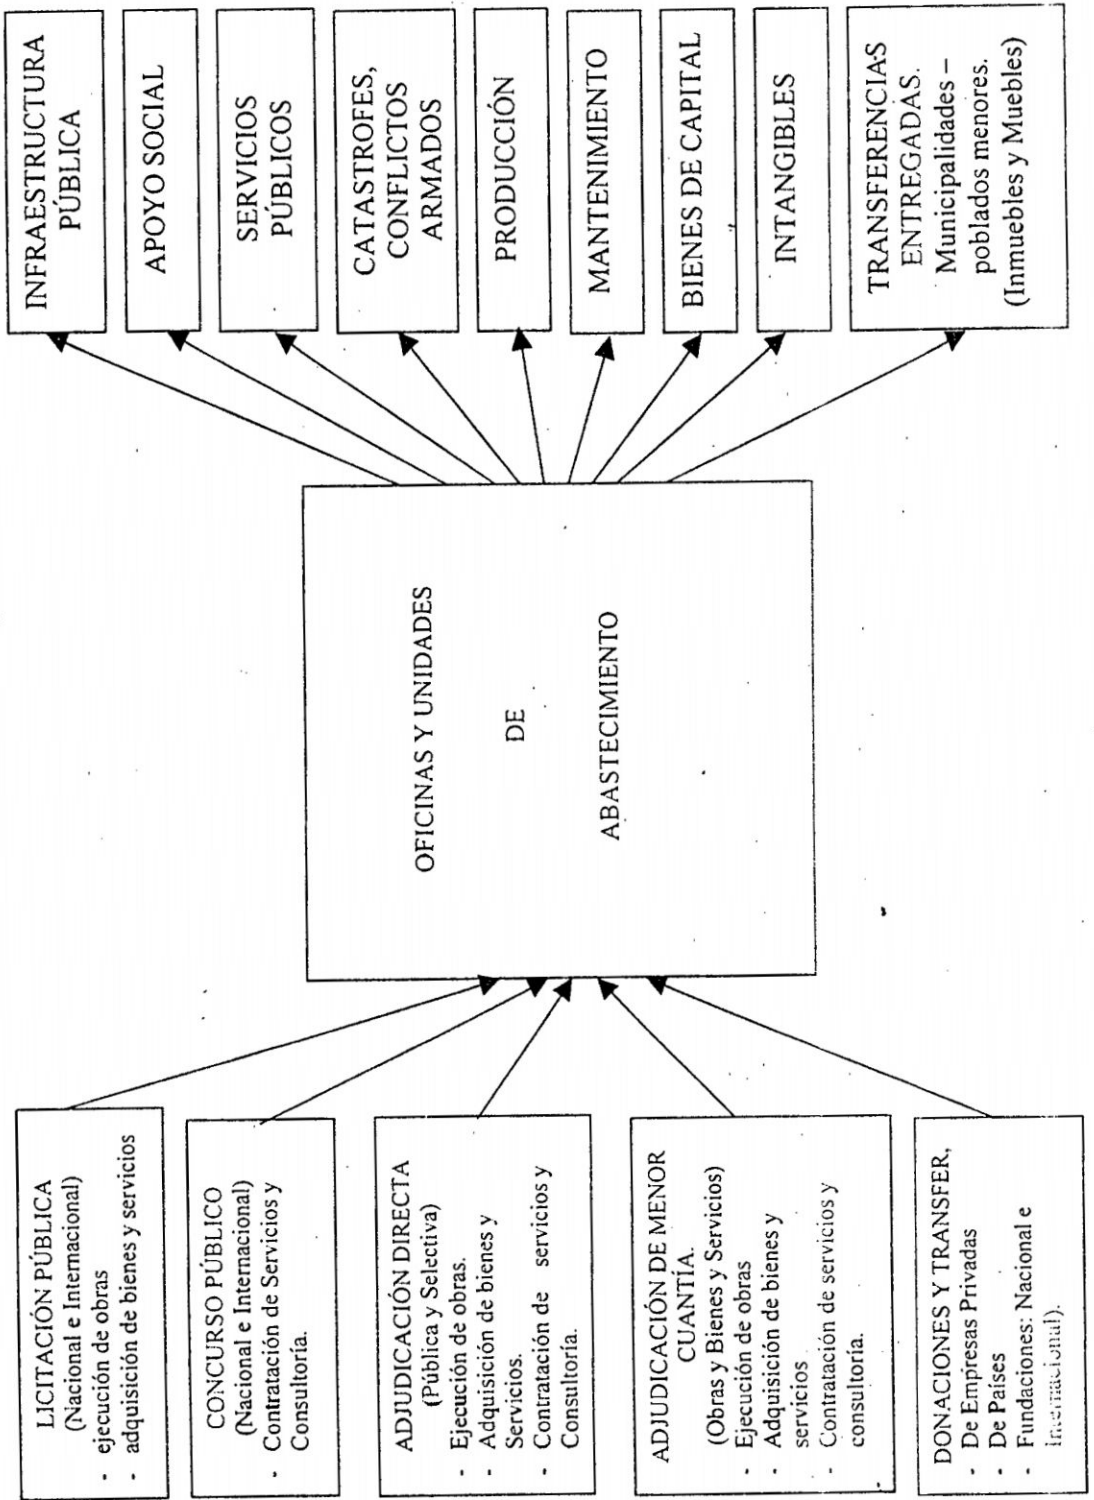 LICITACIÓN PÚBLICA
(Nacional e Internacional)
- ejecución de obras
- adquisición de bienes y servicios
CONCURSO PÚBLICO
(Nacional e Internacional)
- Contratación de Servicios y
Consultoría.
ADJUDICACIÓN DIRECTA
(Pública y Selectiva)
- Ejecución de obras.
- Adquisición de bienes y
Servicios.
- Contratación de servicios y
Consultoría.
ADJUDICACIÓN DE MENOR
CUANTÍA.
(Obras y Bienes y Servicios)
- Ejecución de obras
- Adquisición de bienes y
servicios
- Contratación de servicios y
consultoría.
DONACIONES Y TRANSFER,
- De Empresas Privadas
- De Países
- Fundaciones: Nacional e
Internacional).
OFICINAS Y UNIDADES
DE
ABASTECIMIENTO
INFRAESTRUCTURA
PÚBLICA
APOYO SOCIAL
SERVICIOS
PÚBLICOS
CATASTROFES,
CONFLICTOS
ARMADOS
PRODUCCIÓN
MANTENIMIENTO
BIENES DE CAPITAL
INTANGIBLES
TRANSFERENCIAS
ENTREGADAS.
Municipalidades –
poblados menores.
(Inmuebles y Muebles)